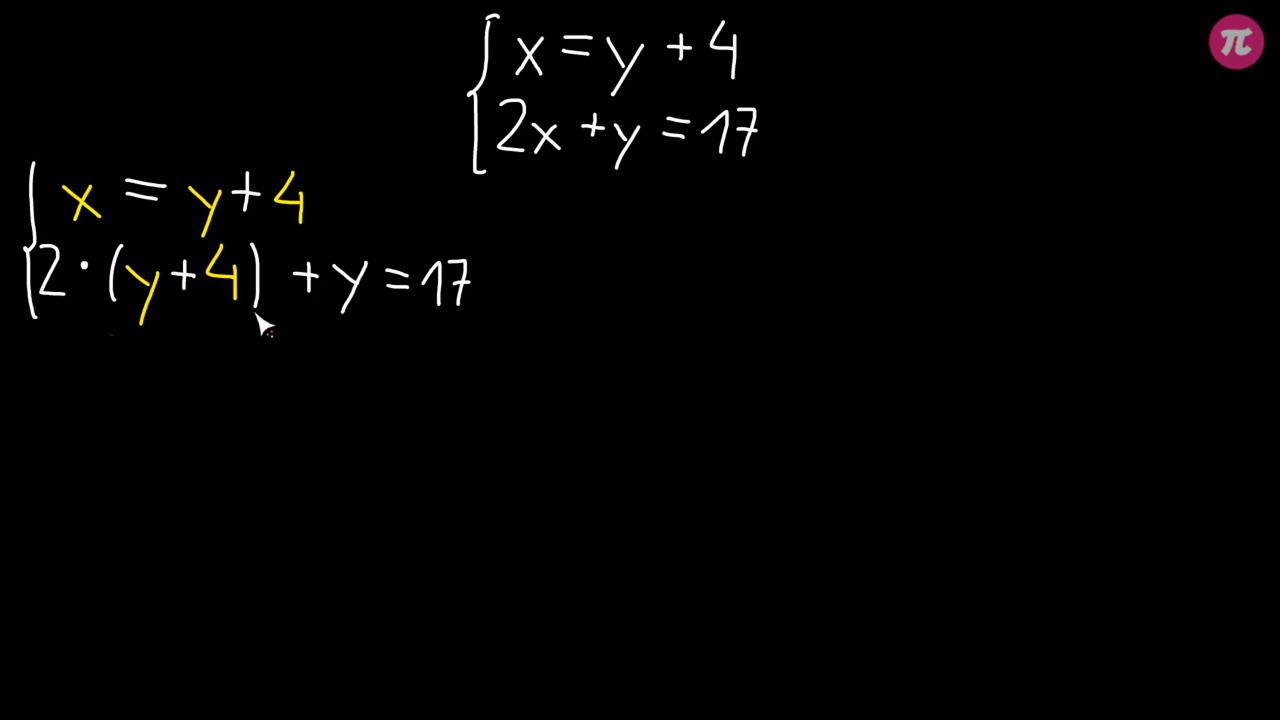 x = y + 4
2x + y = 17
x = y + 4
2 · (y + 4) + y = 17
π